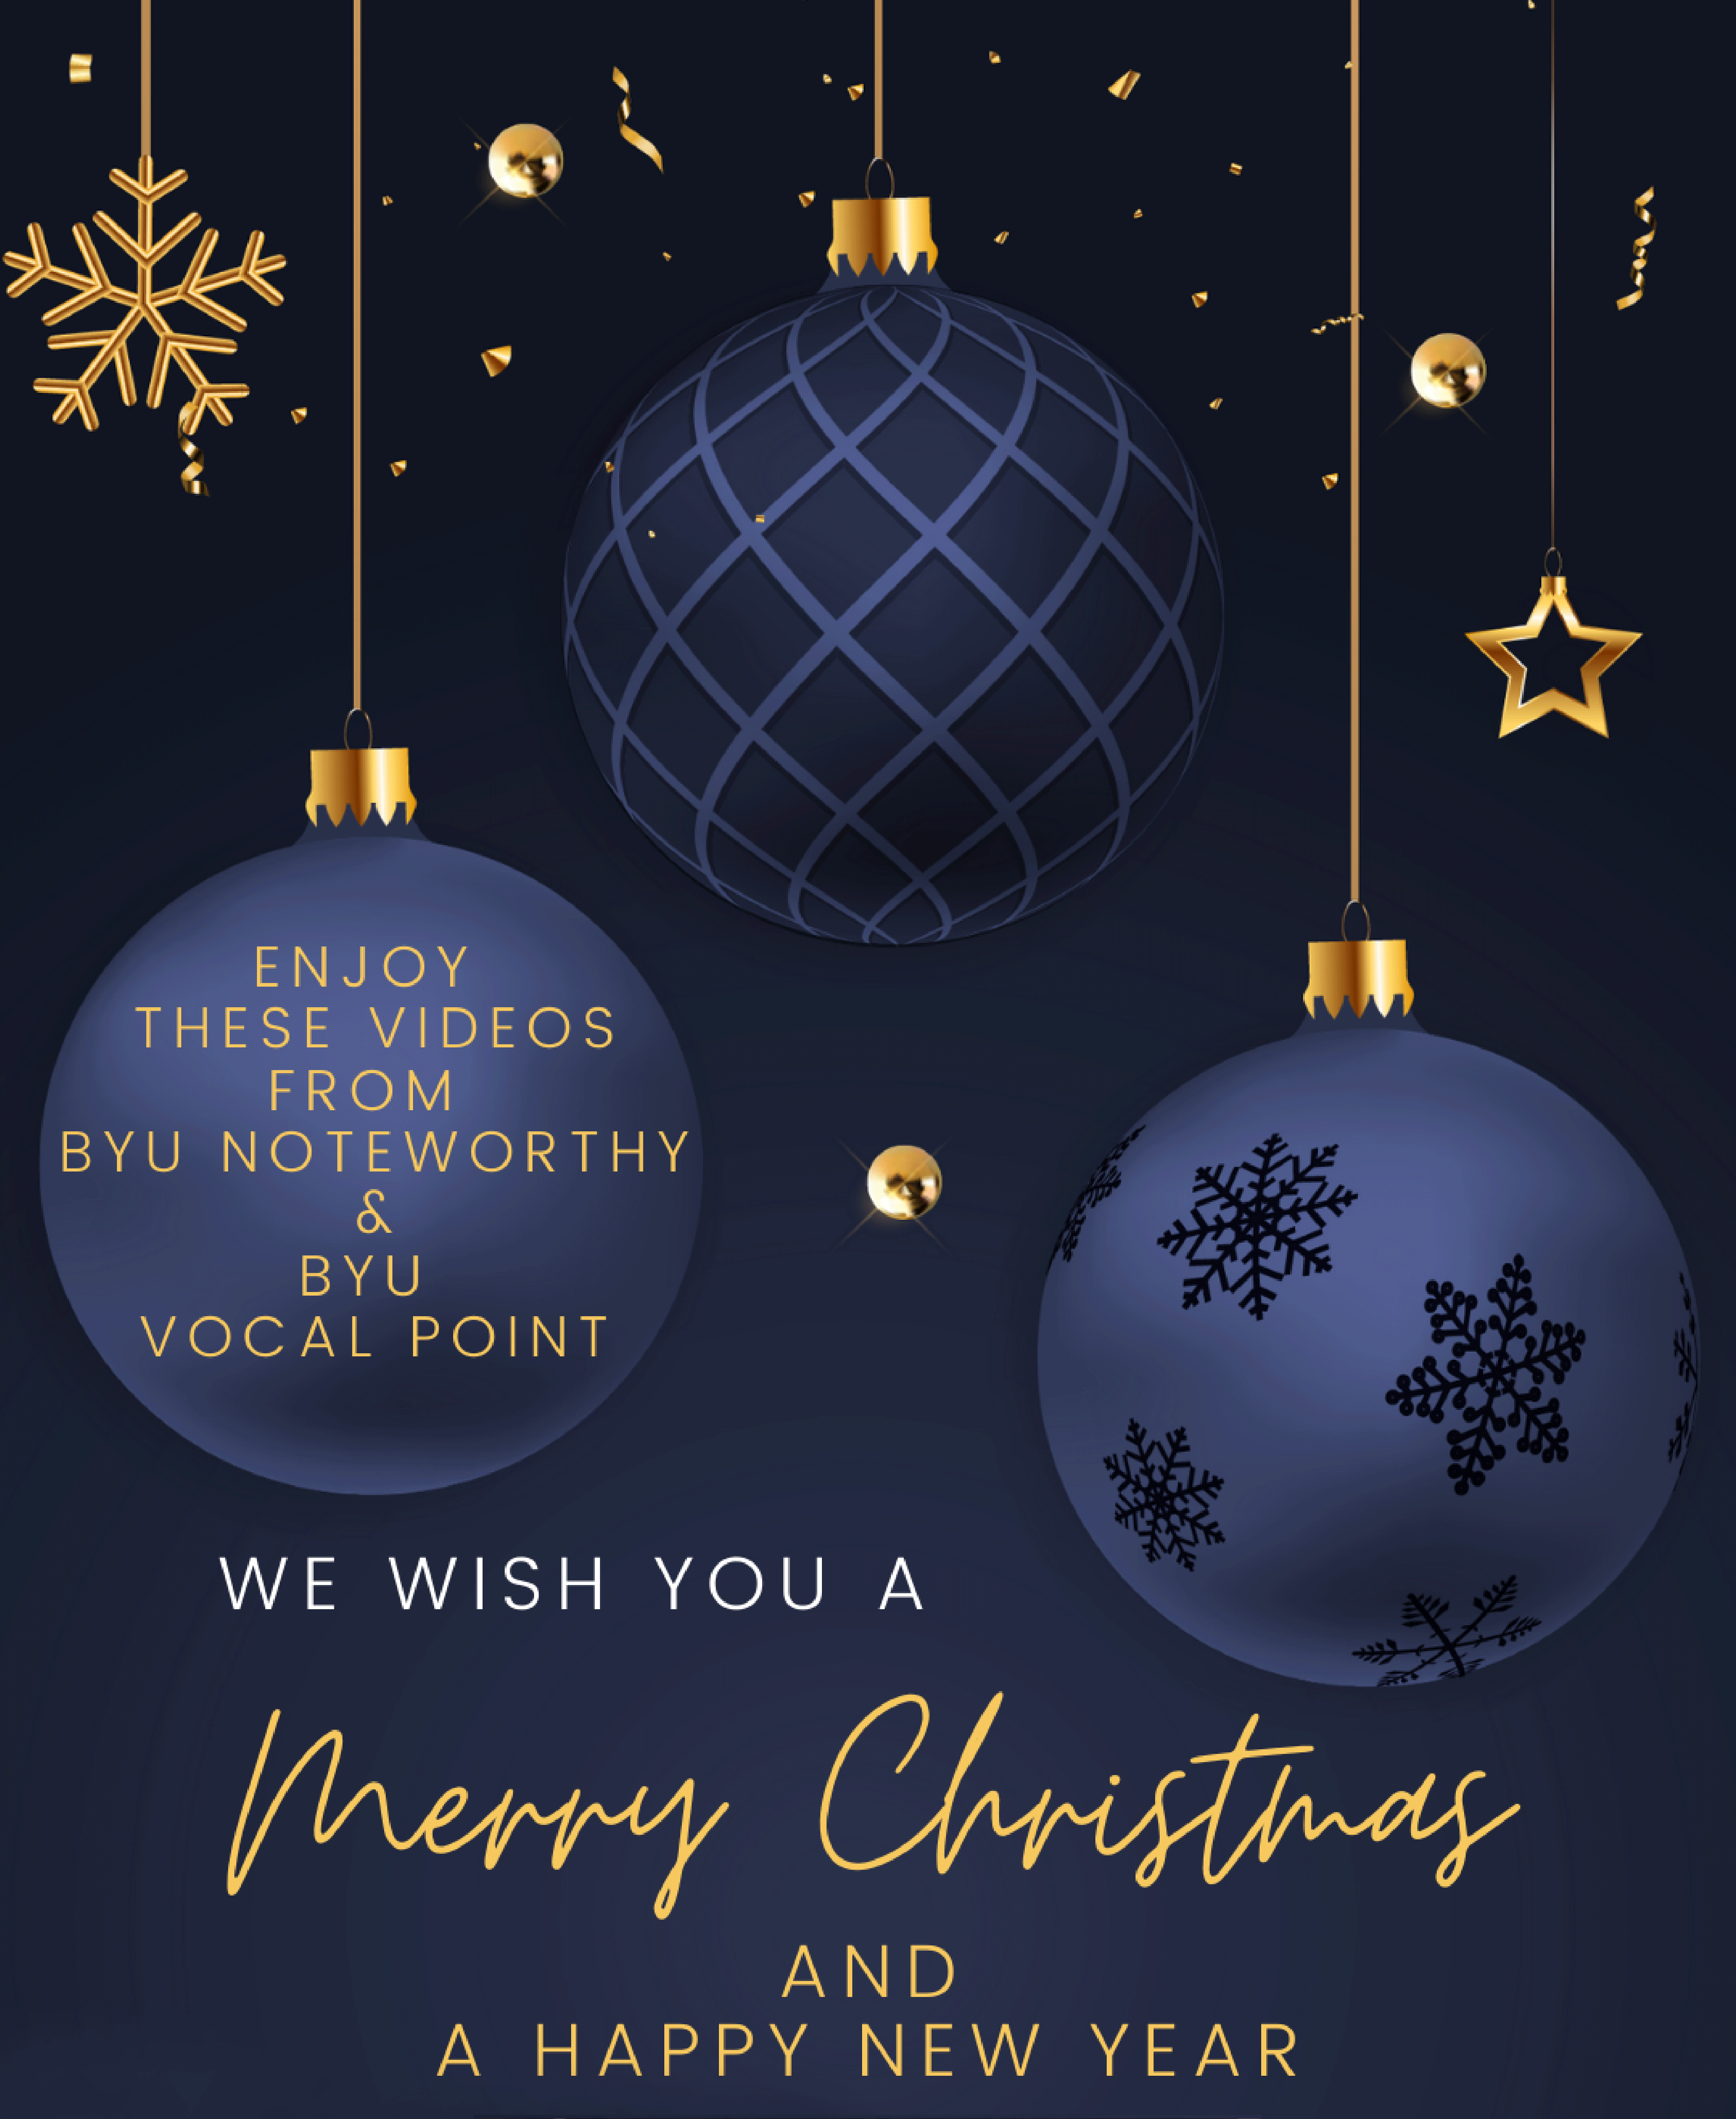 ENJOY
THESE VIDEOS
FROM
BYU NOTEWORTHY
&
BYU
VOCAL POINT
WE WISH YOU A
Merry Christmas
AND
A HAPPY NEW YEAR